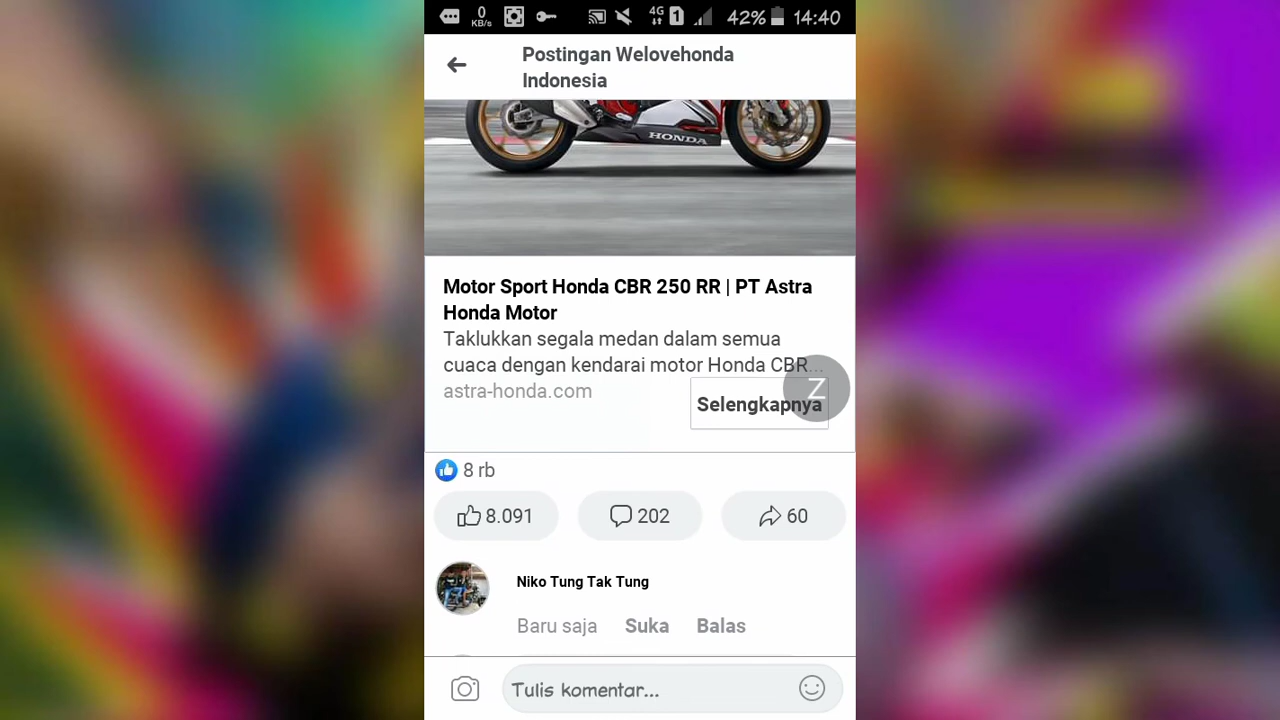 0
KB/s
4G
1
42%
14:40
Postingan Welovehonda
Indonesia
HONDA
Motor Sport Honda CBR 250 RR | PT Astra
Honda Motor
Taklukkan segala medan dalam semua
cuaca dengan kendarai motor Honda CBR...
astra-honda.com
Selengkapnya
Z
8 rb
8.091
202
60
Niko Tung Tak Tung
Baru saja Suka Balas
Tulis komentar...